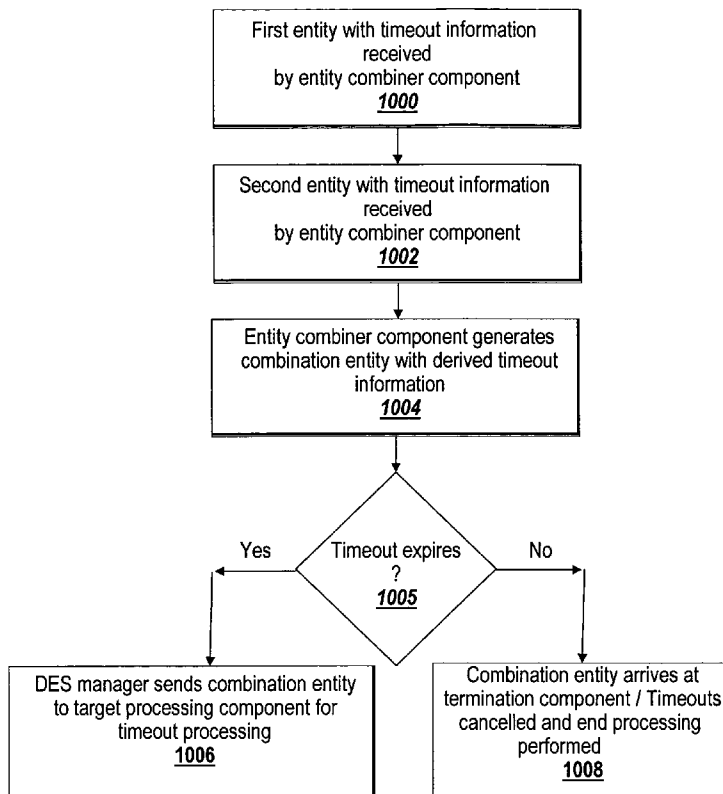 First entity with timeout information
received
by entity combiner component
1000
Second entity with timeout information
received
by entity combiner component
1002
Entity combiner component generates
combination entity with derived timeout
information
1004
Yes
Timeout expires
?
1005
No
DES manager sends combination entity
to target processing component for
timeout processing
1006
Combination entity arrives at
termination component / Timeouts
cancelled and end processing
performed
1008